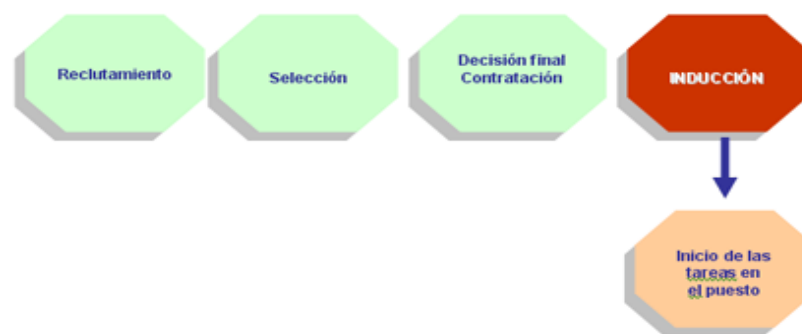 Reclutamiento
Selección
Decisión final
Contratación
INDUCCIÓN
Inicio de las
tareas en
el puesto